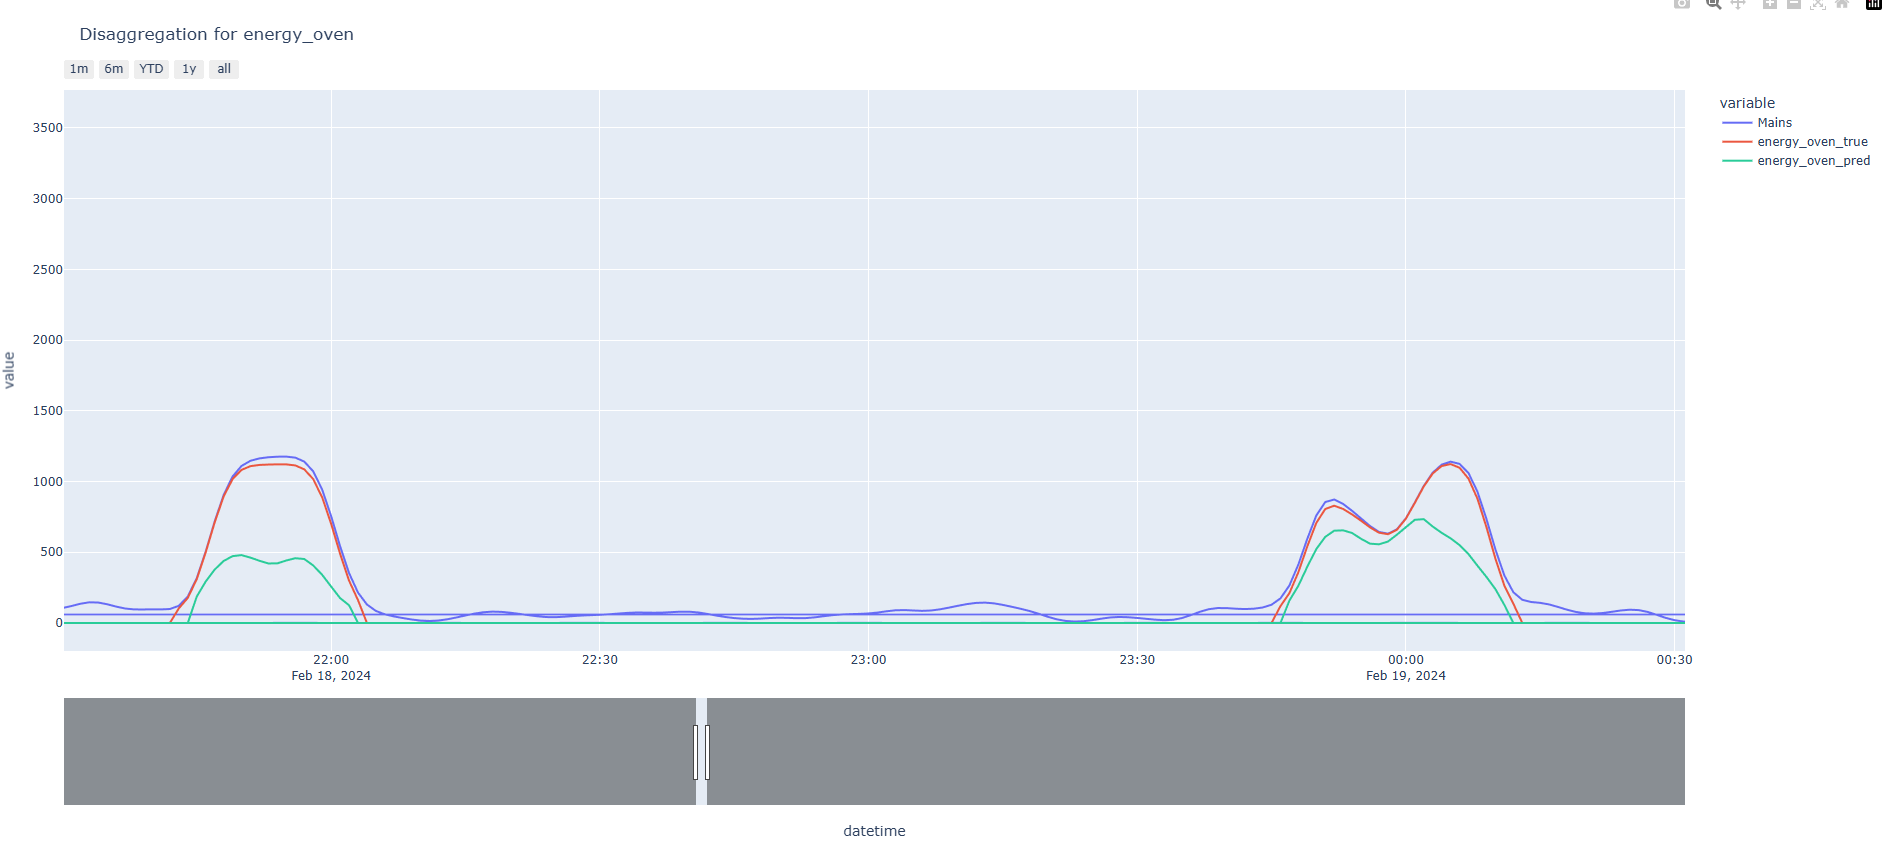 Disaggregation for energy_oven
1m 6m YTD 1y all
variable
Mains
energy_oven_true
energy_oven_pred
value
3500
3000
2500
2000
1500
1000
500
0
22:00 22:30 23:00 23:30 00:00 00:30
Feb 18, 2024 Feb 19, 2024
datetime